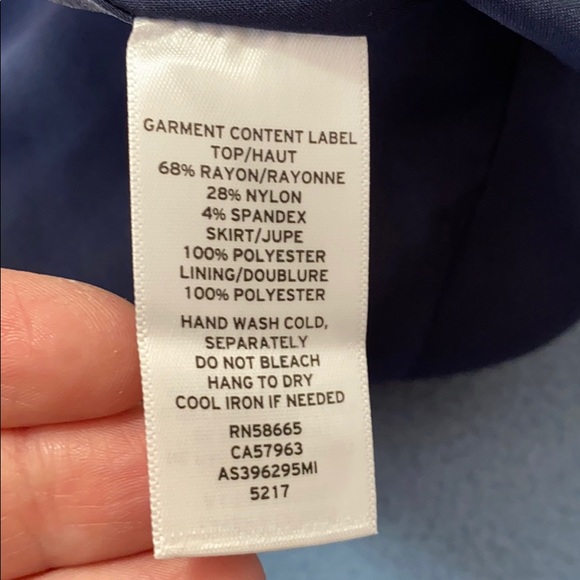 GARMENT CONTENT LABEL
TOP/HAUT
68% RAYON/RAYONNE
28% NYLON
4% SPANDEX
SKIRT/JUPE
100% POLYESTER
LINING/DOUBLURE
100% POLYESTER
HAND WASH COLD,
SEPARATELY
DO NOT BLEACH
HANG TO DRY
COOL IRON IF NEEDED
RN58665
CA57963
AS396295MI
5217